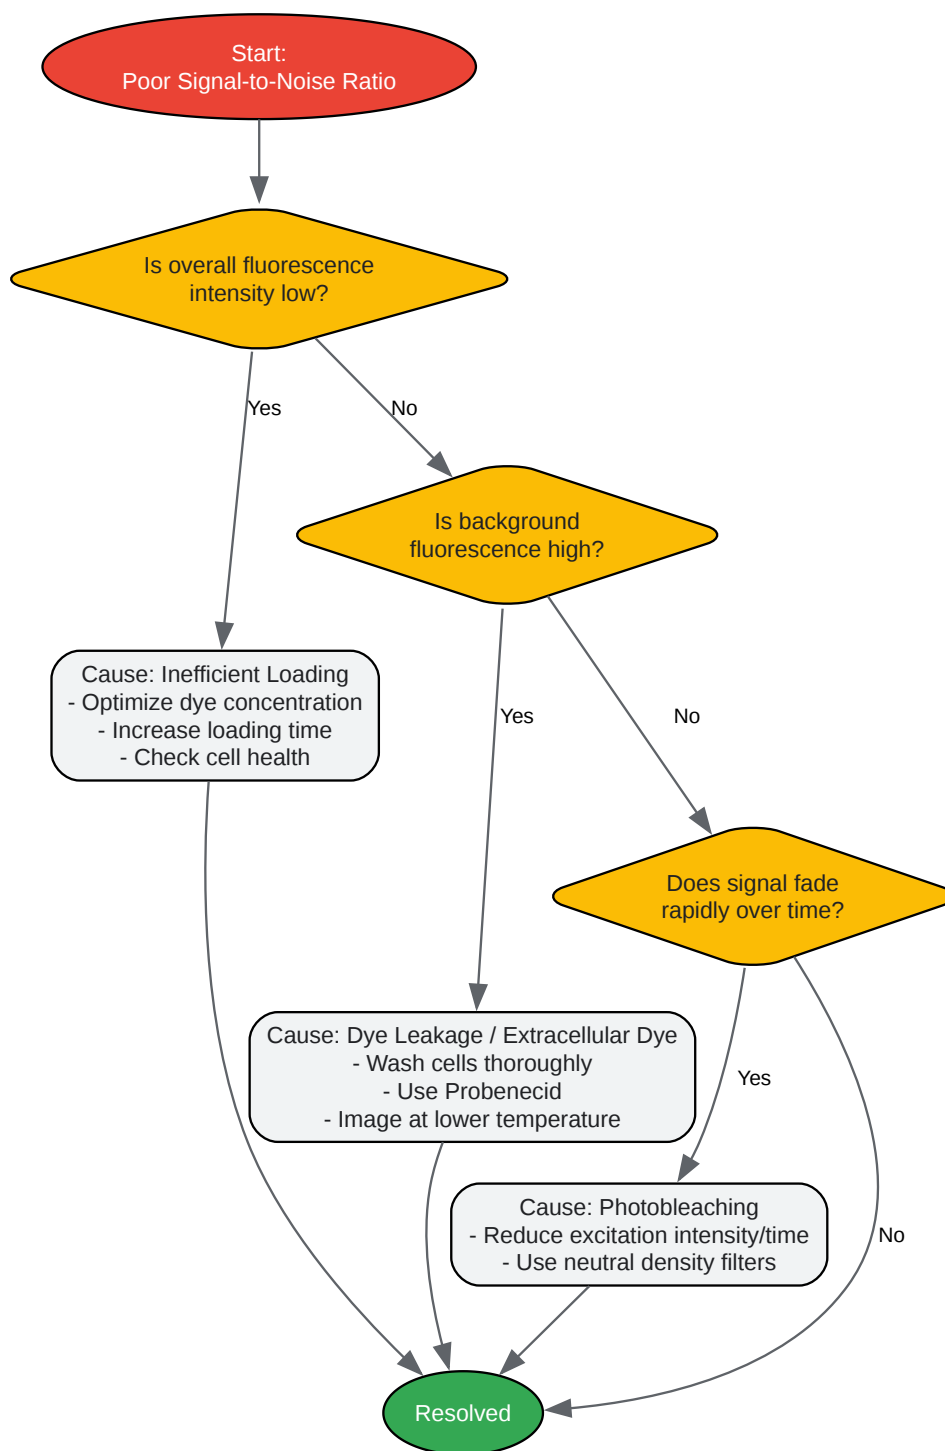 Start:
Poor Signal-to-Noise Ratio
Is overall fluorescence
intensity low?
Yes
No
Is background
fluorescence high?
Cause: Inefficient Loading
- Optimize dye concentration
- Increase loading time
- Check cell health
Yes
No
Does signal fade
rapidly over time?
Cause: Dye Leakage / Extracellular Dye
- Wash cells thoroughly
- Use Probenecid
- Image at lower temperature
Yes
Cause: Photobleaching
- Reduce excitation intensity/time
- Use neutral density filters
No
Resolved